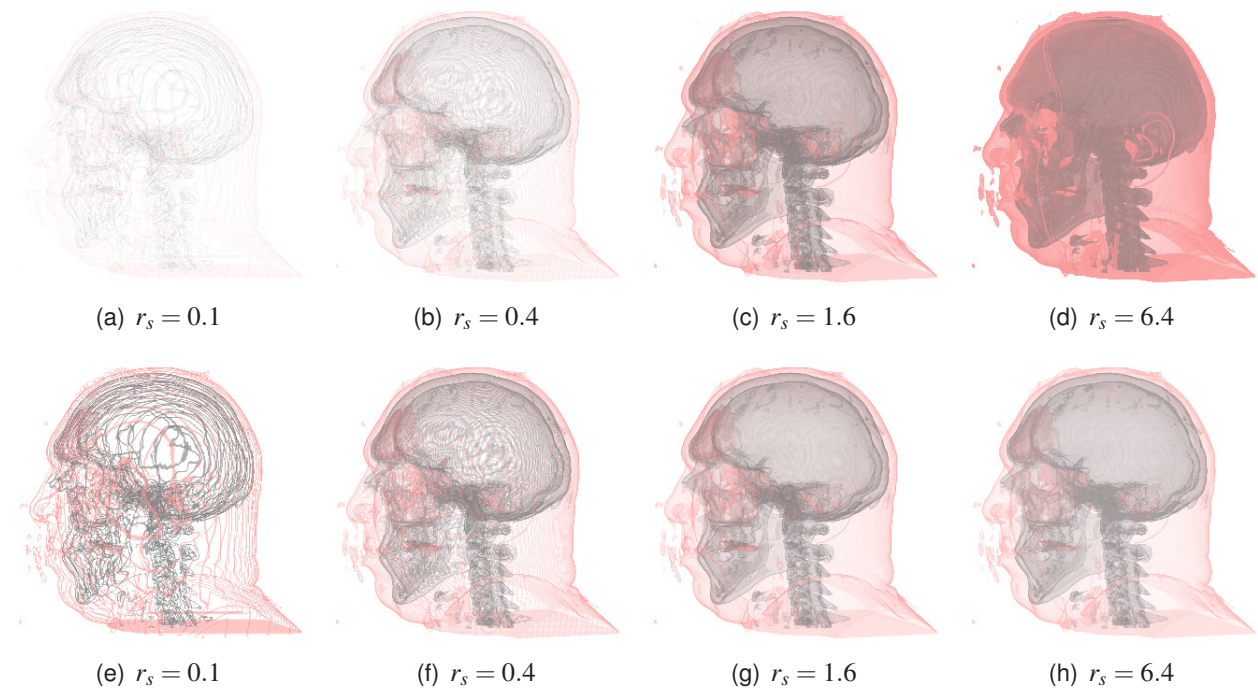 (a) r_s = 0.1
(b) r_s = 0.4
(c) r_s = 1.6
(d) r_s = 6.4
(e) r_s = 0.1
(f) r_s = 0.4
(g) r_s = 1.6
(h) r_s = 6.4